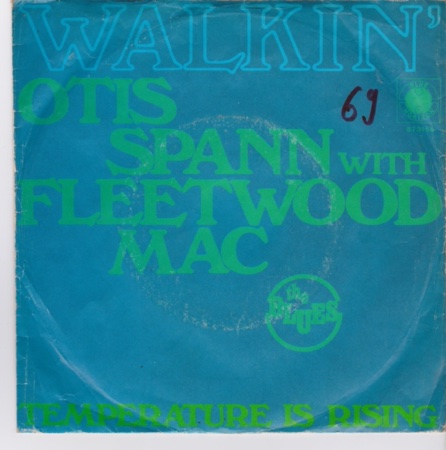 WALKIN'
69
OTIS
SPANN WITH
FLEETWOOD
MAC
the
BLUES
TEMPERATURE IS RISING